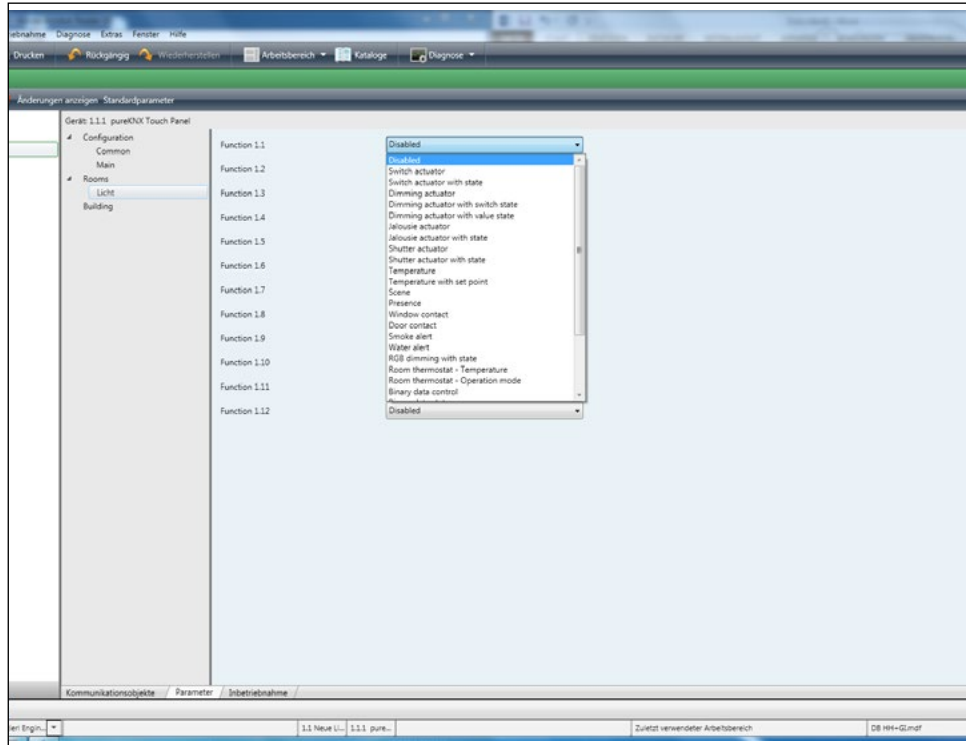 ebnahme Diagnose Extras Fenster Hilfe
Drucken Rückgängig Wiederherstellen Arbeitsbereich Kataloge Diagnose
Änderungen anzeigen Standardparameter
Gerät: 1.1.1 pureKNX Touch Panel
Configuration
Common
Main
Rooms
Licht
Building
Function 1.1 Disabled
Function 1.2
Function 1.3
Function 1.4
Function 1.5
Function 1.6
Function 1.7
Function 1.8
Function 1.9
Function 1.10
Function 1.11
Function 1.12 Disabled
Disabled
Switch actuator
Switch actuator with state
Dimming actuator
Dimming actuator with switch state
Dimming actuator with value state
Jalousie actuator
Jalousie actuator with state
Shutter actuator
Shutter actuator with state
Temperature
Temperature with set point
Scene
Presence
Window contact
Door contact
Smoke alert
Water alert
RGB dimming with state
Room thermostat - Temperature
Room thermostat - Operation mode
Binary data control
Kommunikationsobjekte Parameter Inbetriebnahme
1.1 Neue Li... 1.1.1 pure... Zuletzt verwendeter Arbeitsbereich DB HH-GI.mdf